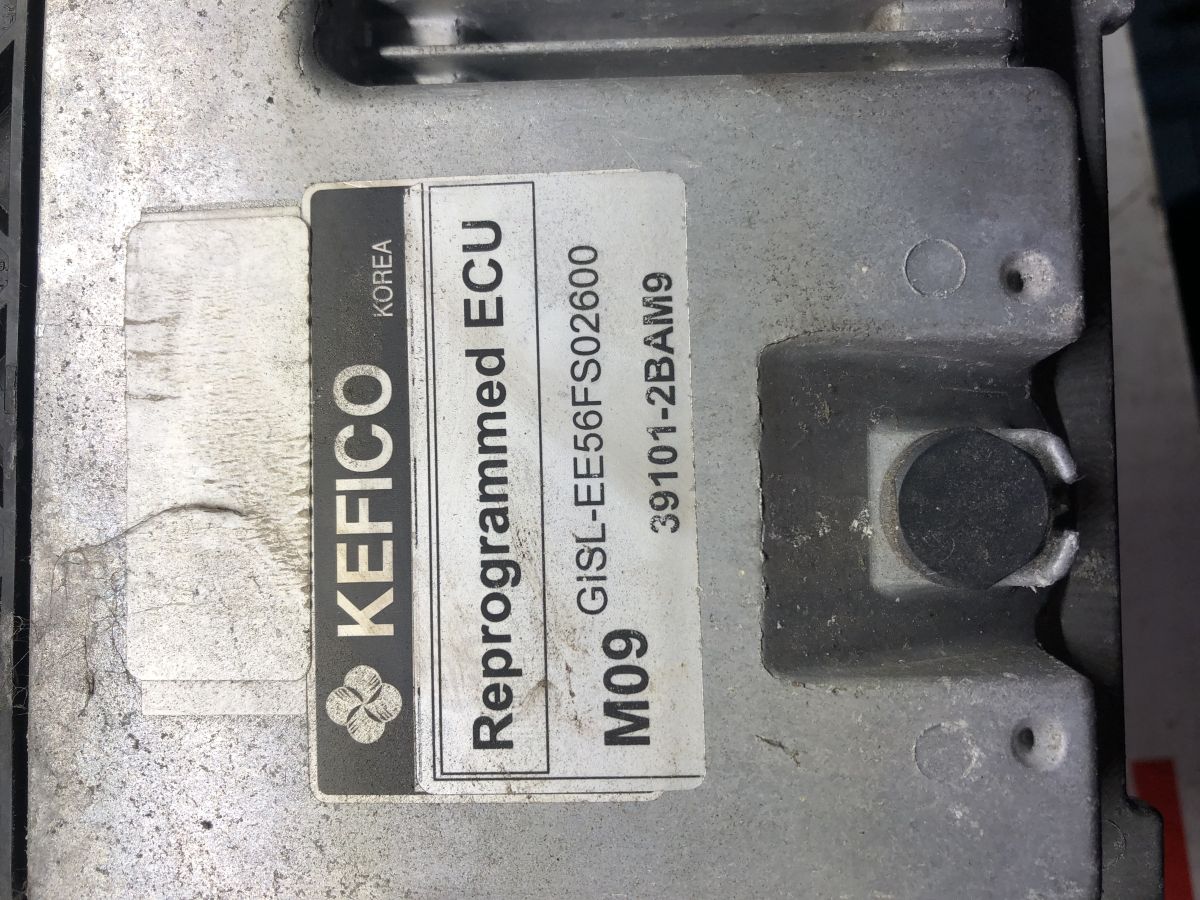 KEFICO KOREA
Reprogrammed ECU
GISL-EE56FS02600
M09 39101-2BAM9